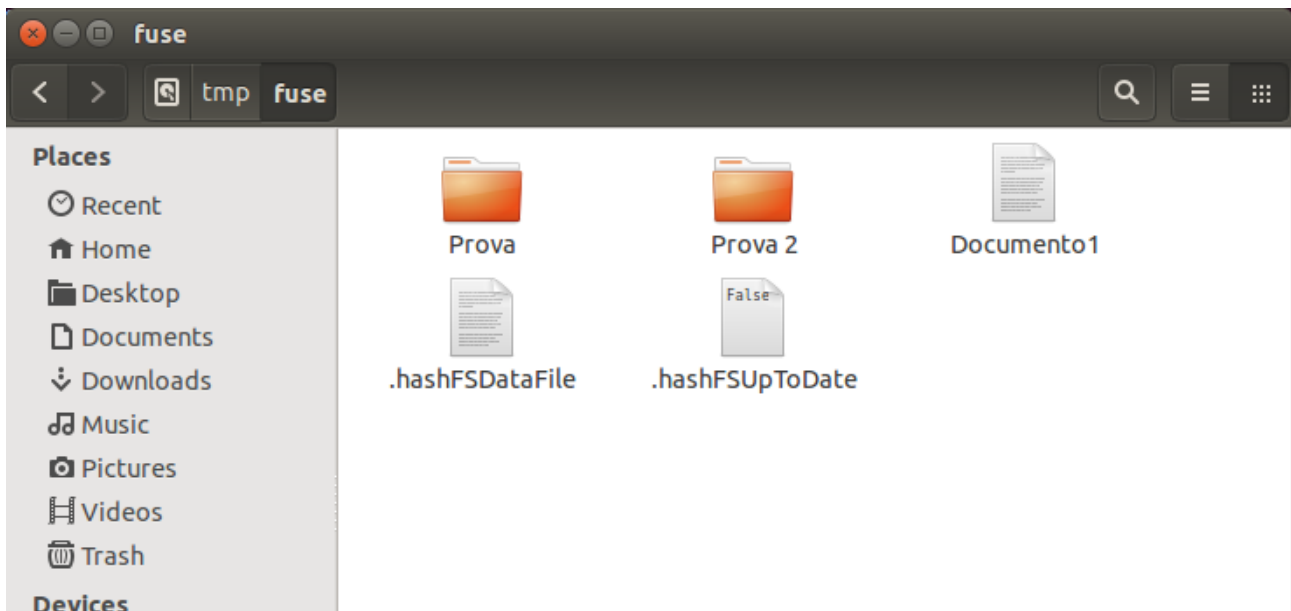 fuse
tmp fuse
Places
Recent
Home
Desktop
Documents
Downloads
Music
Pictures
Videos
Trash
Devices
Prova Prova 2 Documento1
False
.hashFSDataFile .hashFSUpToDate